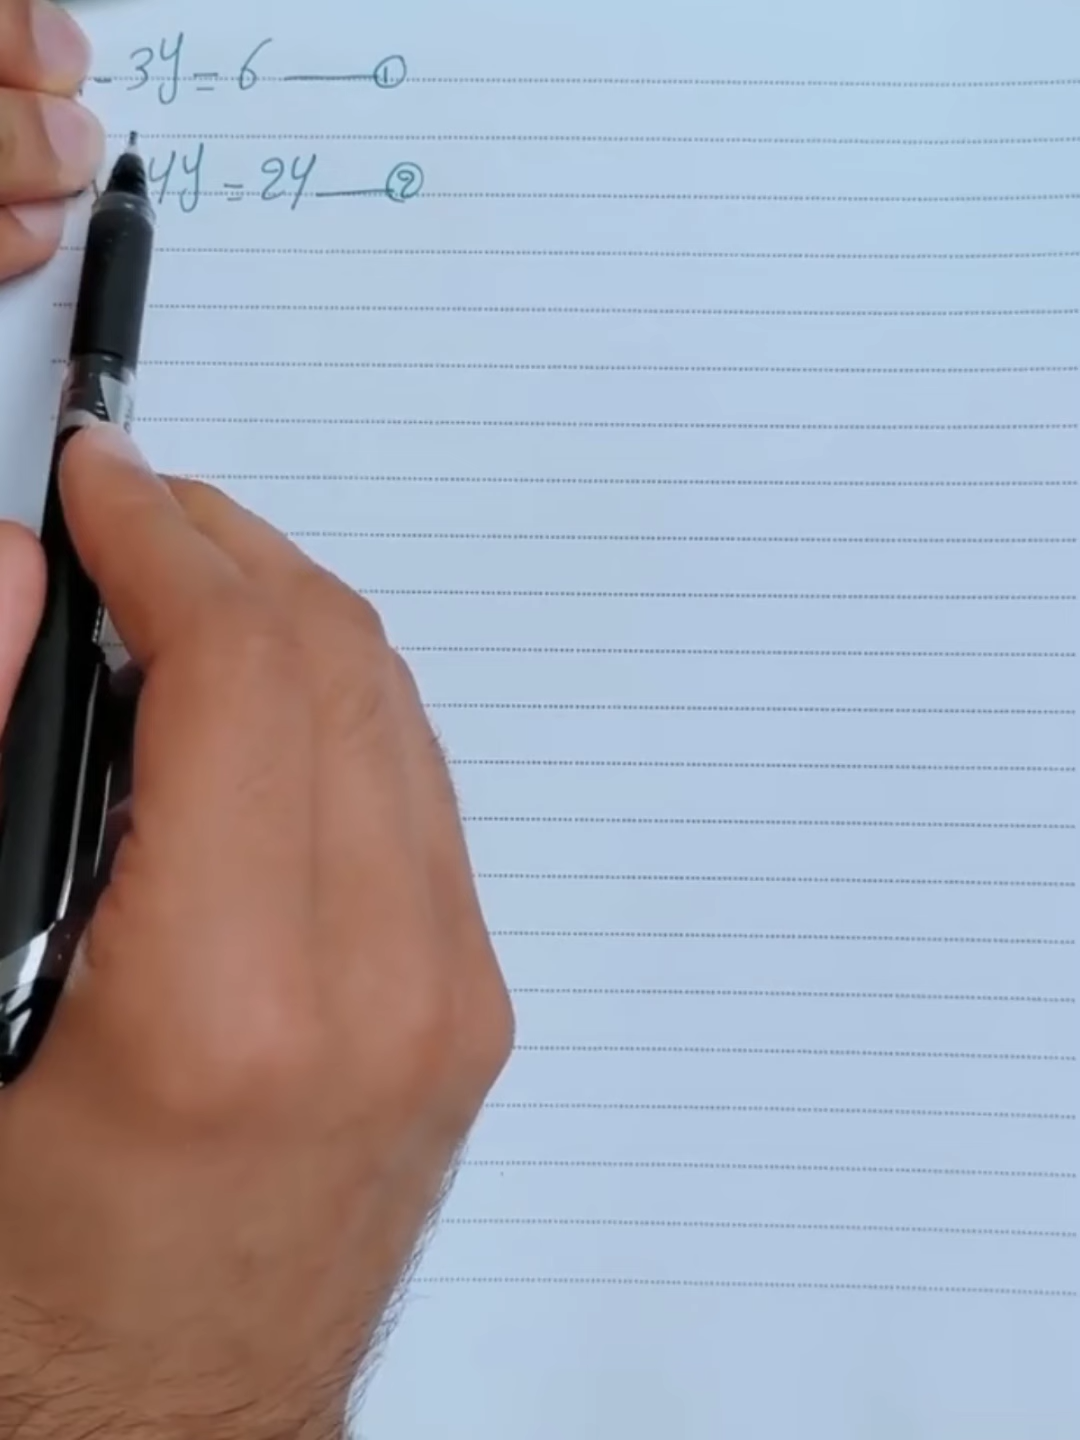 - 3y = 6 ——— ①
4y = 24 ——— ②